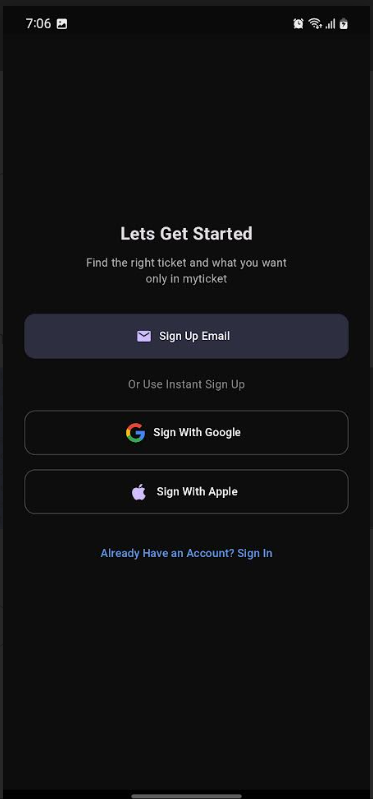 7:06
Lets Get Started
Find the right ticket and what you want
only in myticket
Sign Up Email
Or Use Instant Sign Up
Sign With Google
Sign With Apple
Already Have an Account? Sign In